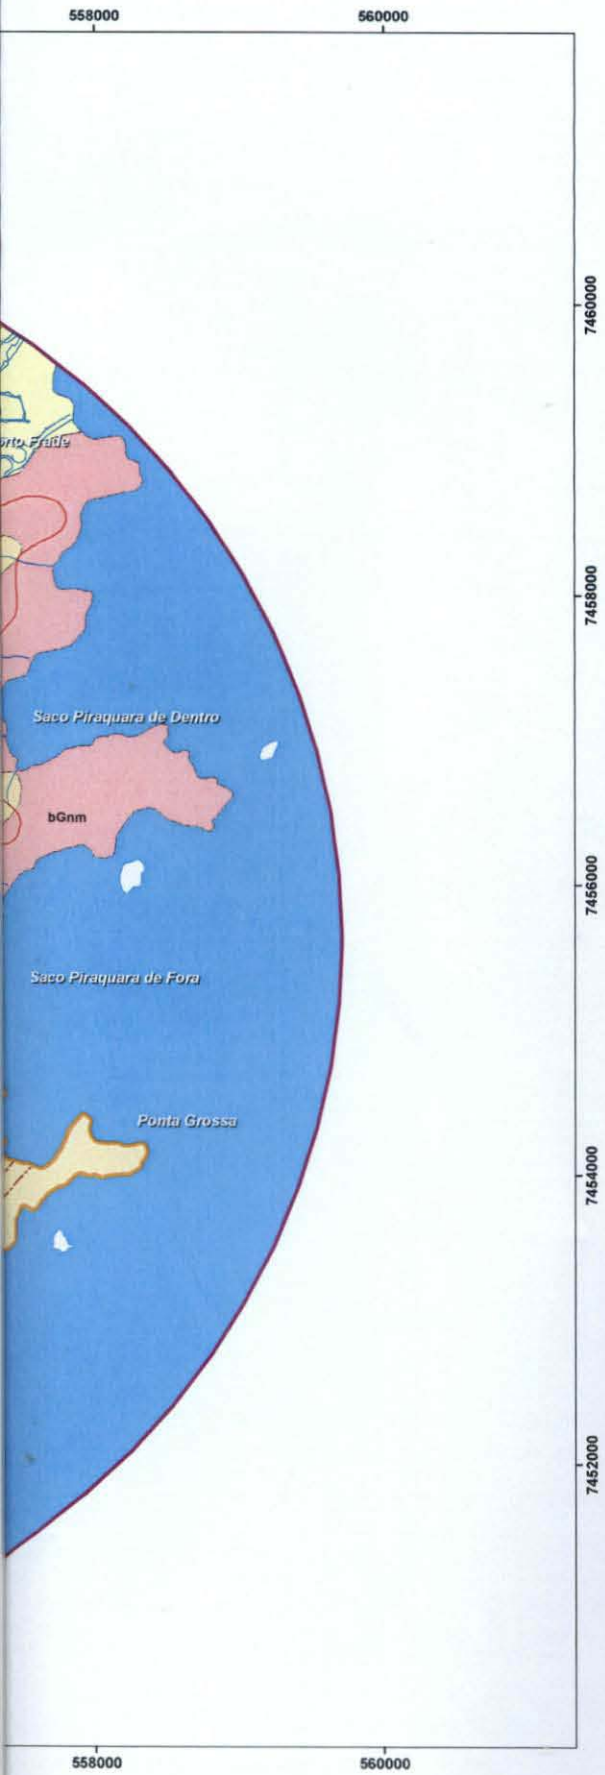 558000 560000
7460000
orto Frade
7458000
Saco Piraquara de Dentro
bGnm
7456000
Saco Piraquara de Fora
Ponta Grossa
7454000
7452000
558000 560000